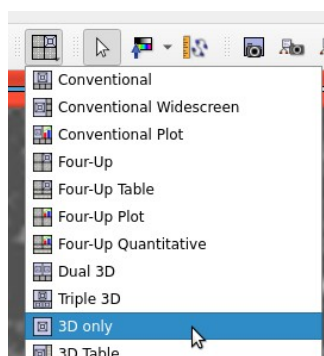 Conventional
Conventional Widescreen
Conventional Plot
Four-Up
Four-Up Table
Four-Up Plot
Four-Up Quantitative
Dual 3D
Triple 3D
3D only
3D Table